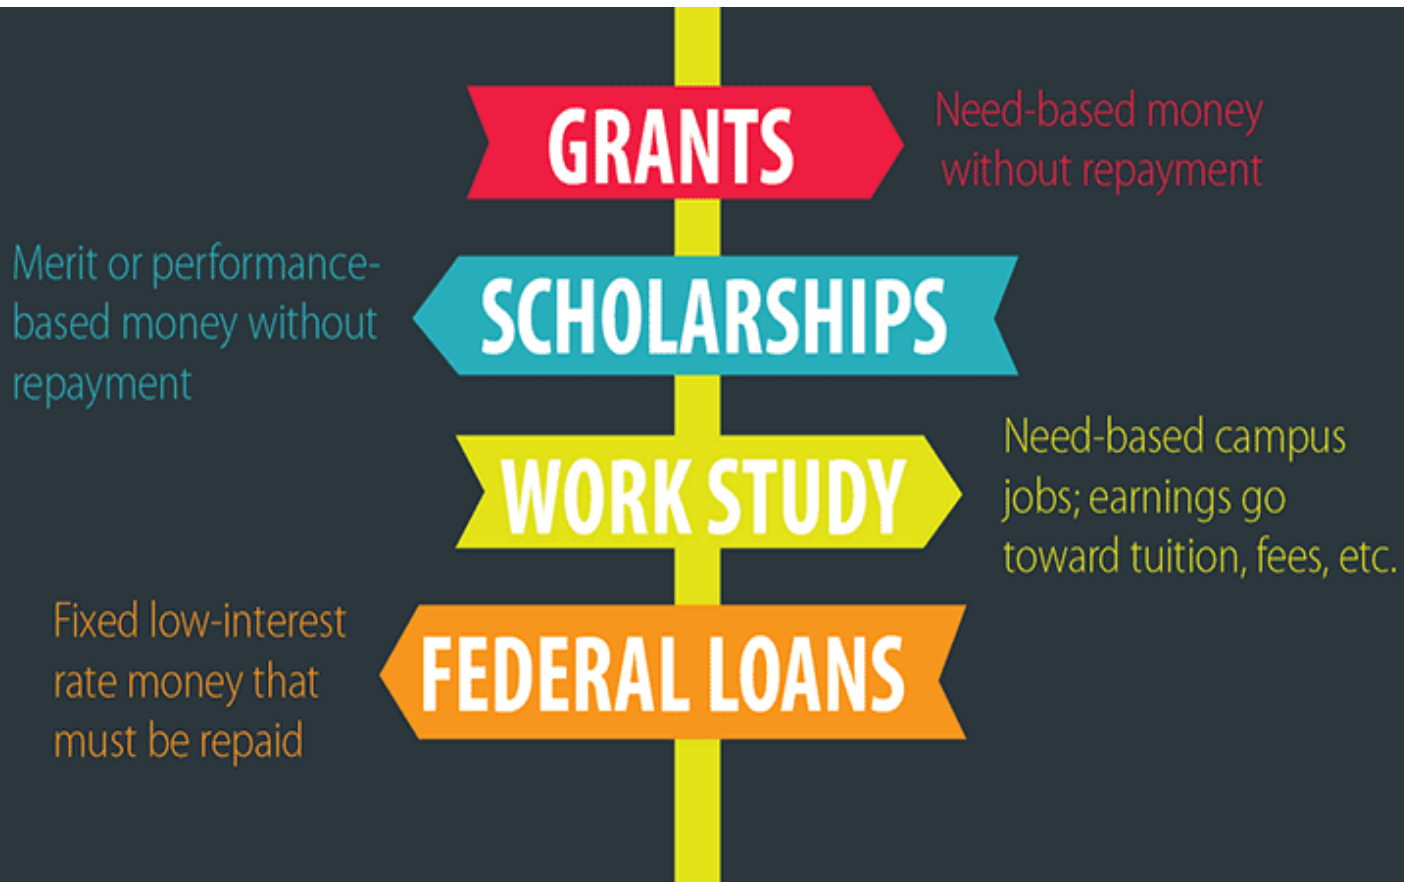 GRANTS
Need-based money
without repayment
Merit or performance-
based money without
repayment
SCHOLARSHIPS
WORK STUDY
Need-based campus
jobs; earnings go
toward tuition, fees, etc.
Fixed low-interest
rate money that
must be repaid
FEDERAL LOANS